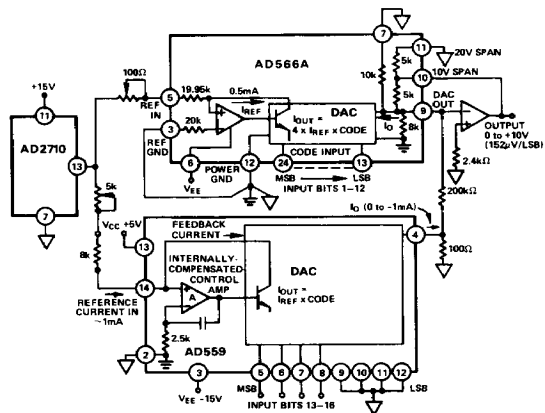 7
11
20V SPAN
AD566A
5k
10V SPAN
10
10k
5k
100Ω
5
19.95k
0.5mA
DAC
DAC
OUT
9
+15V
REF
IN
IREF
IOUT =
4 × IREF × CODE
IO
8k
OUTPUT
0 to +10V
(152µV/LSB)
11
3
20k
REF
GND
AD2710
13
CODE INPUT
2.4kΩ
6
POWER
GND
12
24
13
VEE
MSB
LSB
INPUT BITS 1–12
200kΩ
5k
7
VCC +5V
IO (0 to -1mA)
13
FEEDBACK
CURRENT
4
8k
DAC
100Ω
INTERNALLY-
COMPENSATED
CONTROL
AMP
IOUT =
IREF × CODE
14
A
REFERENCE
CURRENT IN
~1mA
2.5k
2
AD559
3
5
6
7
8
9
10
11
12
MSB
LSB
VEE -15V
INPUT BITS 13–16